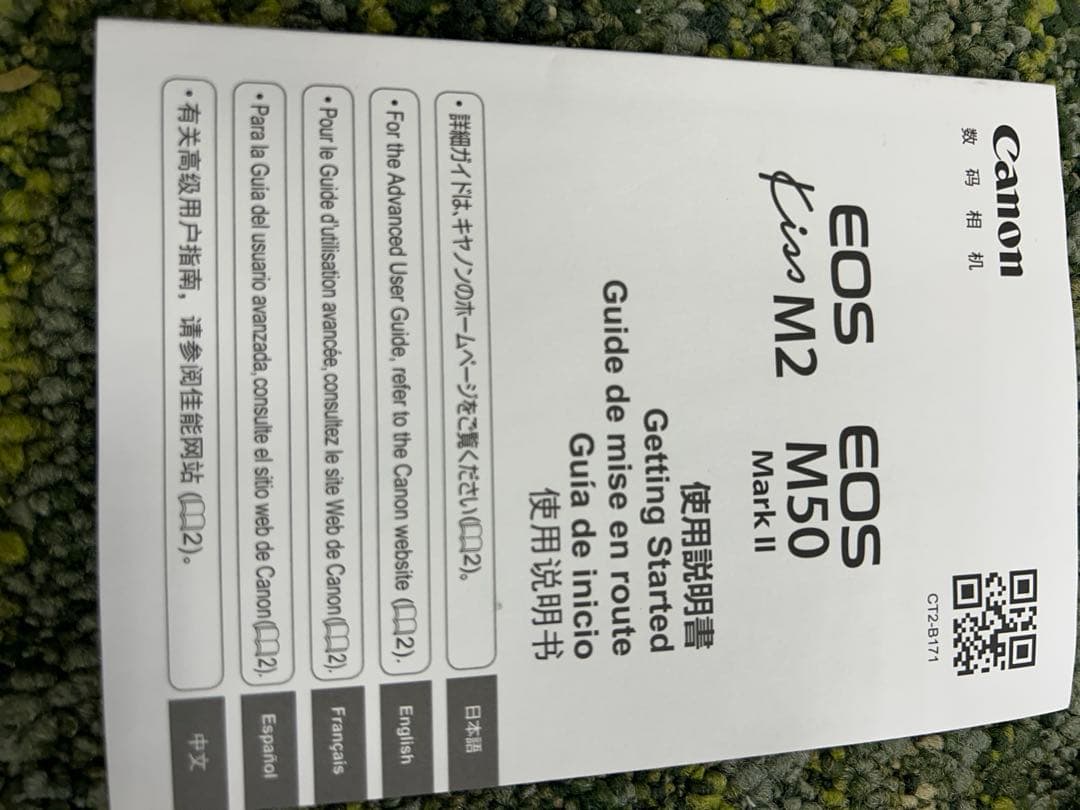 Canon
数码相机
CT2-B171
EOS
Kiss M2
EOS
M50
Mark II
使用説明書
Getting Started
Guide de mise en route
Guía de inicio
使用说明书
• 詳細ガイドは、キヤノンのホームページをご覧ください(2)。
日本語
• For the Advanced User Guide, refer to the Canon website (2).
English
• Pour le Guide d'utilisation avancée, consultez le site Web de Canon(2).
Français
• Para la Guía del usuario avanzada, consulte el sitio web de Canon(2).
Español
• 有关高级用户指南，请参阅佳能网站 (2)。
中文